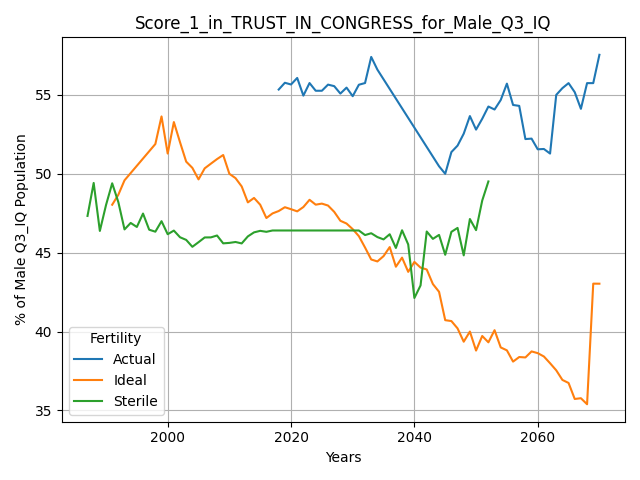 Score_1_in_TRUST_IN_CONGRESS_for_Male_Q3_IQ
% of Male Q3_IQ Population
55
50
45
40
35
Fertility
Actual
Ideal
Sterile
2000 2020 2040 2060
Years